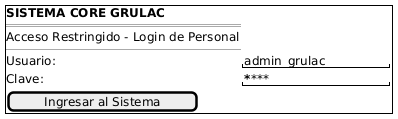 SISTEMA CORE GRULAC
Acceso Restringido - Login de Personal
Usuario: admin_grulac
Clave: ****
Ingresar al Sistema